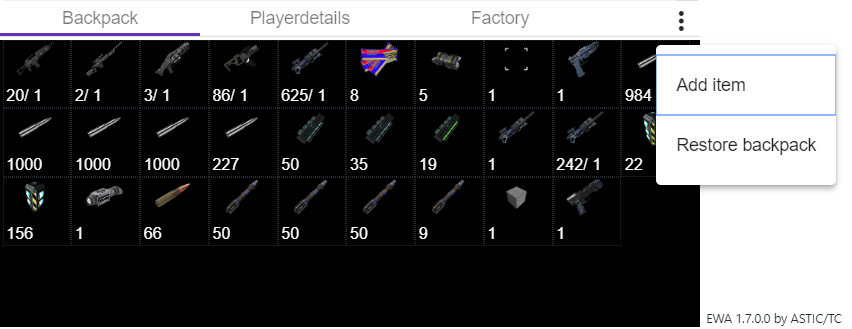 Backpack Playerdetails Factory
20/ 1 2/ 1 3/ 1 86/ 1 625/ 1 8 5 1 1 984
Add item
1000 1000 1000 227 50 35 19 1 242/ 1 22
Restore backpack
156 1 66 50 50 50 9 1 1
EWA 1.7.0.0 by ASTIC/TC